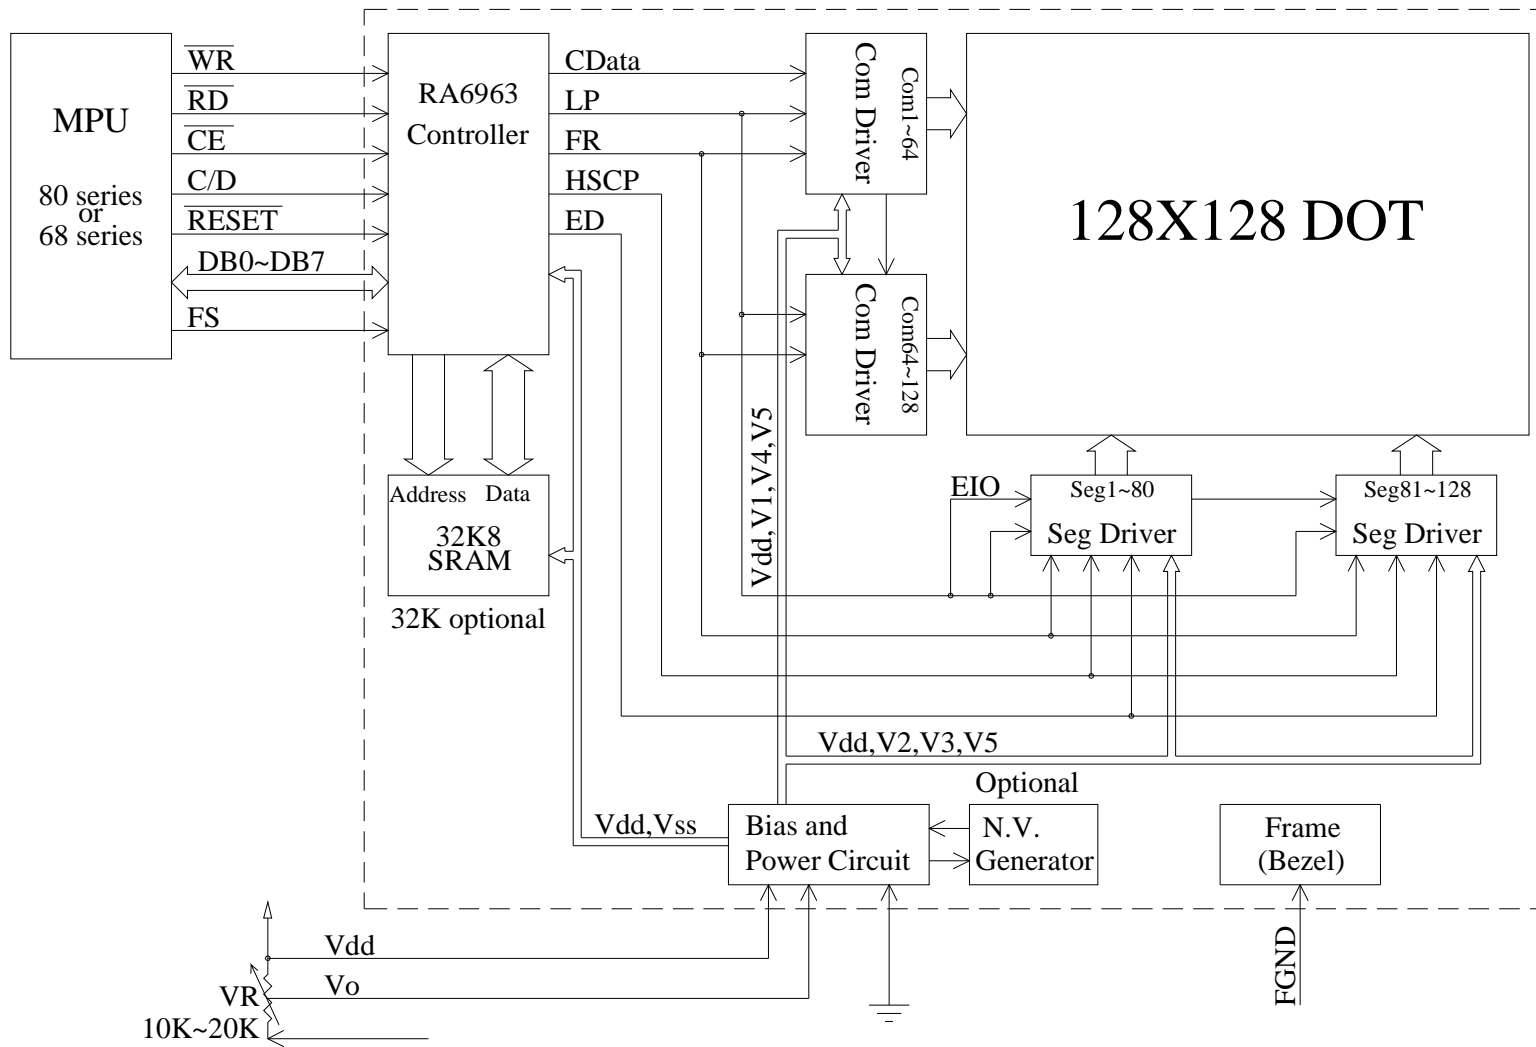 MPU
80 series
or
68 series
WR
RD
CE
C/D
RESET
DB0~DB7
FS
RA6963
Controller
CData
LP
FR
HSCP
ED
Com Driver
Com1~64
Com Driver
Com64~128
128X128 DOT
Address Data
32K8
SRAM
32K optional
Vdd,V1,V4,V5
EIO
Seg1~80
Seg Driver
Seg81~128
Seg Driver
Vdd,V2,V3,V5
Optional
Vdd,Vss
Bias and
Power Circuit
N.V.
Generator
Frame
(Bezel)
FGND
Vdd
Vo
VR
10K~20K